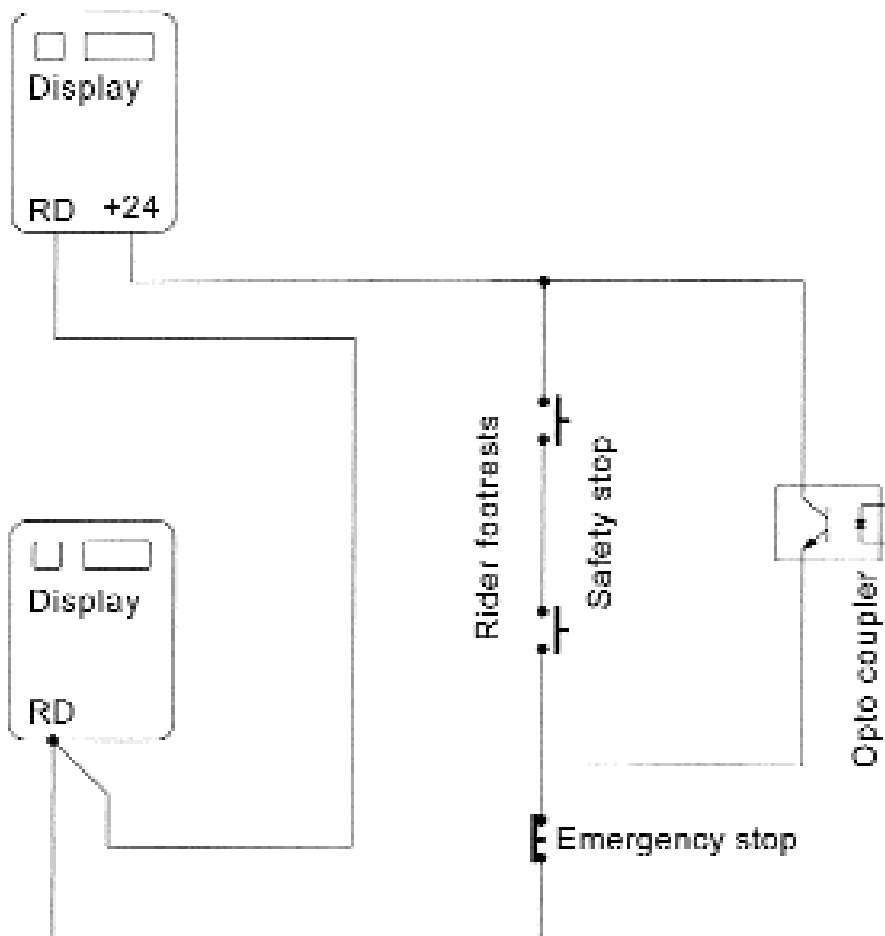 Display
RD +24
Rider footrests
Safety stop
Opto coupler
Display
RD
Emergency stop